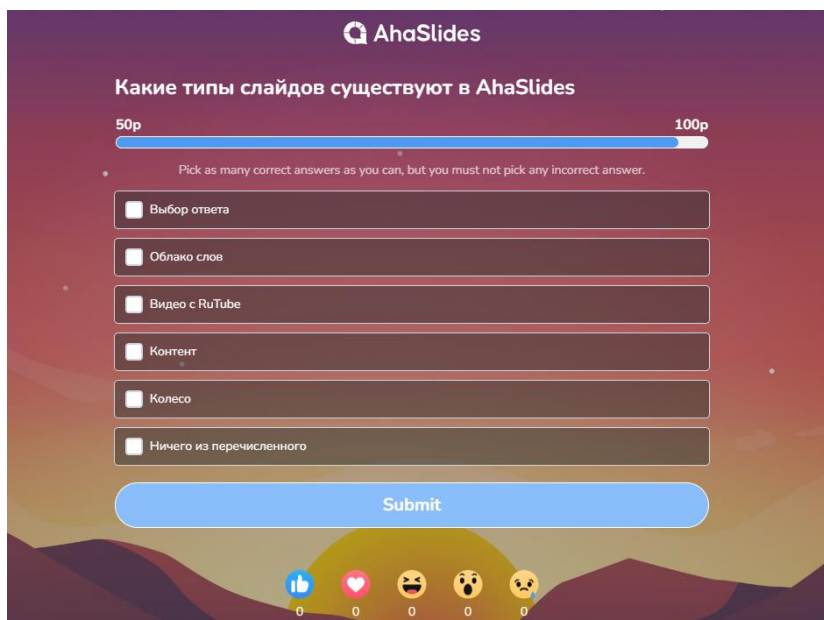 AhaSlides
Какие типы слайдов существуют в AhaSlides
50p 100p
Pick as many correct answers as you can, but you must not pick any incorrect answer.
Выбор ответа
Облако слов
Видео с RuTube
Контент
Колесо
Ничего из перечисленного
Submit
0 0 0 0 0